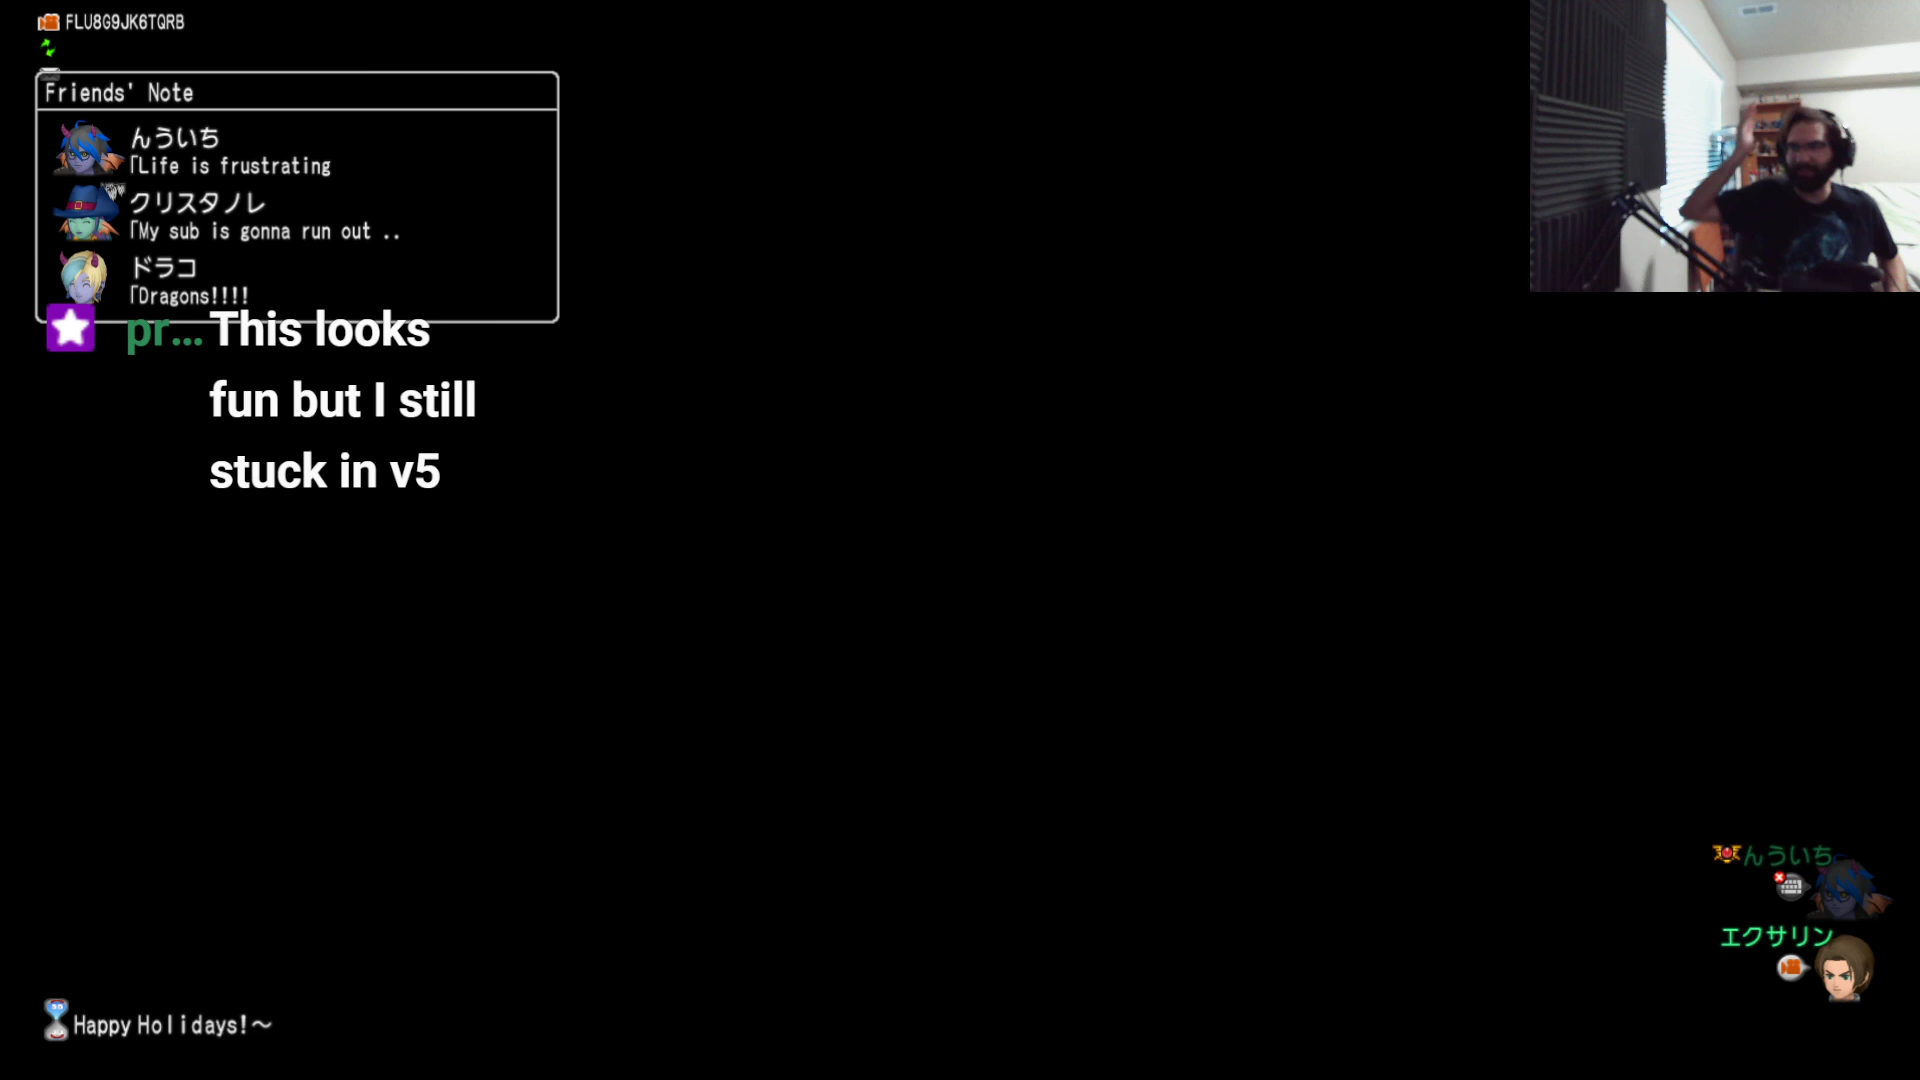 FLU8G9JK6TQRB
Friends' Note
んういち
「Life is frustrating
クリスタノレ
「My sub is gonna run out ..
ドラコ
「Dragons!!!!
pr... This looks
fun but I still
stuck in v5
んういち
エクサリン
Happy Holidays!～